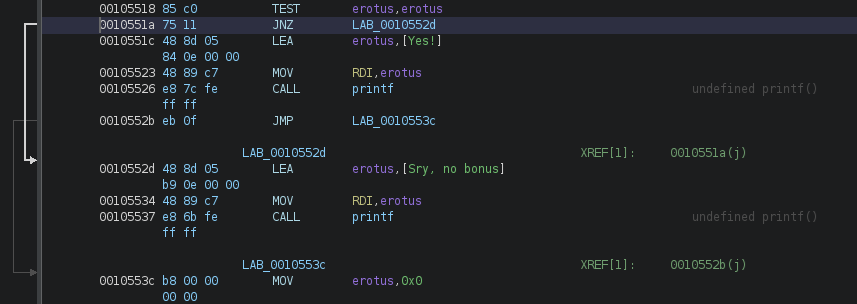 00105518 85 c0 TEST erotus,erotus
0010551a 75 11 JNZ LAB_0010552d
0010551c 48 8d 05 LEA erotus,[Yes!]
84 0e 00 00
00105523 48 89 c7 MOV RDI,erotus
00105526 e8 7c fe CALL printf undefined printf()
ff ff
0010552b eb 0f JMP LAB_0010553c
LAB_0010552d XREF[1]: 0010551a(j)
0010552d 48 8d 05 LEA erotus,[Sry, no bonus]
b9 0e 00 00
00105534 48 89 c7 MOV RDI,erotus
00105537 e8 6b fe CALL printf undefined printf()
ff ff
LAB_0010553c XREF[1]: 0010552b(j)
0010553c b8 00 00 MOV erotus,0x0
00 00